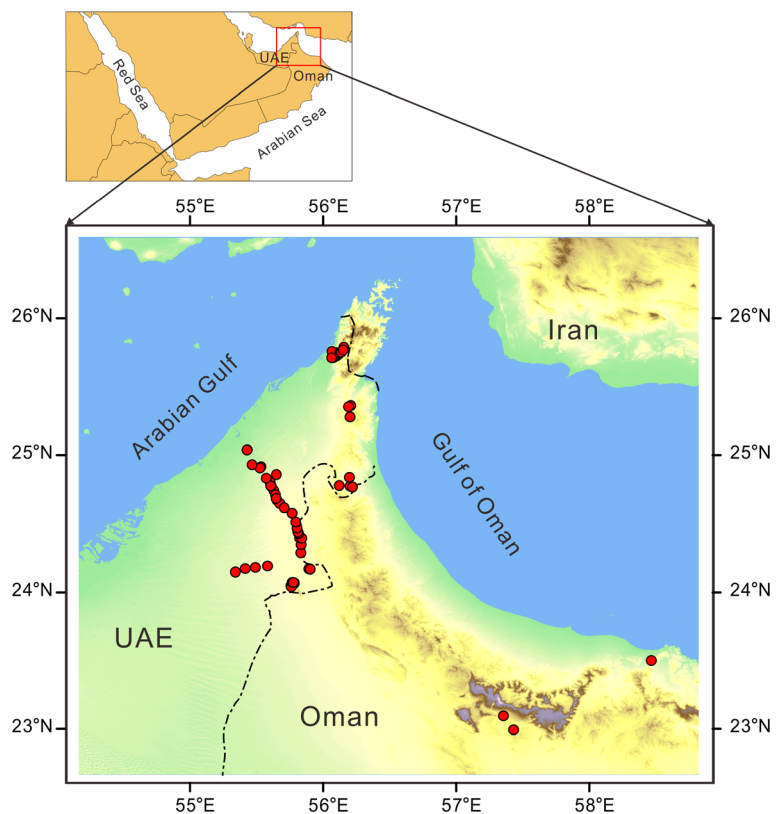 UAE
Oman
Red Sea
Arabian Sea
55°E 56°E 57°E 58°E
26°N 26°N
Iran
Arabian Gulf
25°N 25°N
Gulf of Oman
24°N 24°N
UAE
Oman
23°N 23°N
55°E 56°E 57°E 58°E